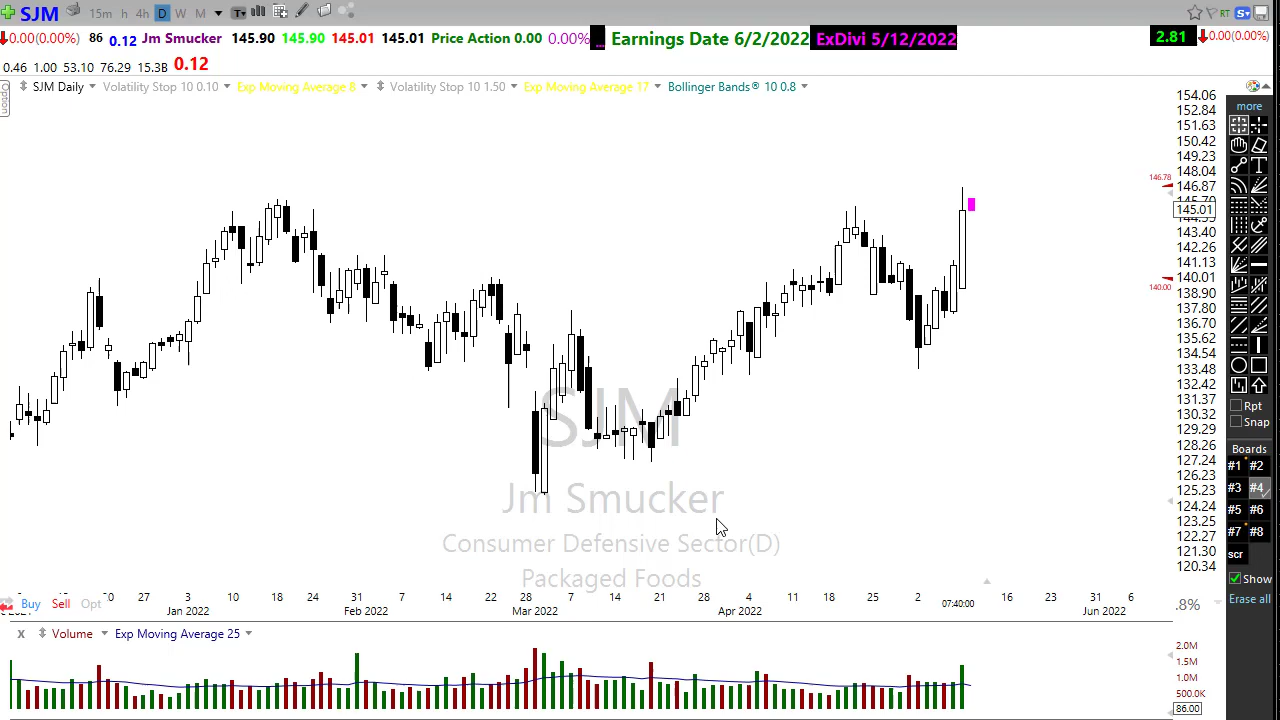 SJM 15m h 4h D W M T RT S
0.00(0.00%) 86 0.12 Jm Smucker 145.90 145.90 145.01 145.01 Price Action 0.00 0.00% ... Earnings Date 6/2/2022 ExDivi 5/12/2022 2.81 0.00(0.00%)
0.46 1.00 53.10 76.29 15.3B 0.12
Option
SJM Daily Volatility Stop 10 0.10 Exp Moving Average 8 Volatility Stop 10 1.50 Exp Moving Average 17 Bollinger Bands® 10 0.8
154.06
152.84
151.63
150.42
149.23
148.04
146.78
146.87
145.01
143.40
142.26
141.13
140.01
140.00
138.90
137.80
136.70
135.62
134.54
133.48
132.42
131.37
130.32
129.29
128.26
127.24
126.23
125.23
124.24
123.25
122.27
121.30
120.34
more
T
Rpt
Snap
Boards
#1 #2
#3 #4
#5 #6
#7 #8
scr
Show
Erase all
SJM
Jm Smucker
Consumer Defensive Sector(D)
Packaged Foods
Buy Sell Opt
27 3 10 18 24 31 7 14 22 28 7 14 21 28 4 11 18 25 2 07:40:00 16 23 31 6
Jan 2022 Feb 2022 Mar 2022 Apr 2022 Jun 2022
.8%
X Volume Exp Moving Average 25
2.0M
1.5M
1.0M
500.0K
86.00